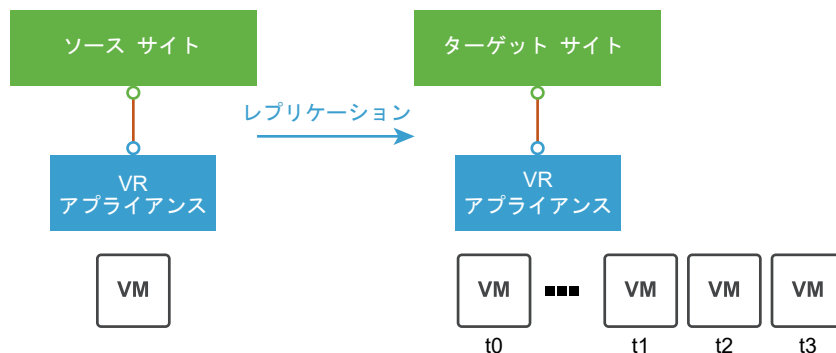 ソース サイト
ターゲット サイト
レプリケーション
VR
アプライアンス
VR
アプライアンス
VM
VM
VM
VM
VM
t0
t1
t2
t3